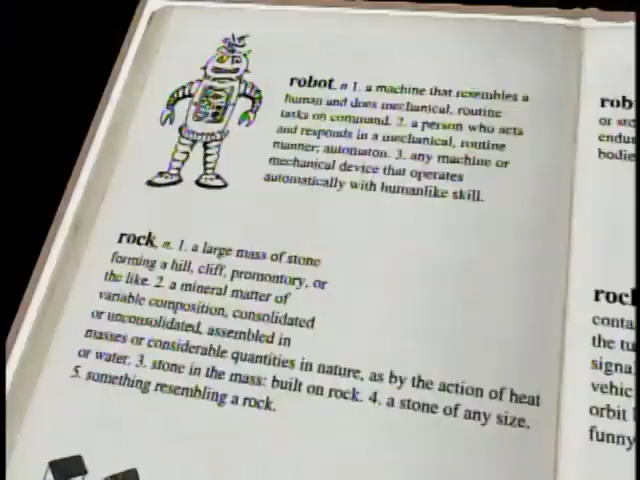 robot, n 1. a machine that resembles a
human and does mechanical, routine
tasks on command. 2. a person who acts
and responds in a mechanical, routine
manner; automaton. 3. any machine or
mechanical device that operates
automatically with humanlike skill.
rock, n. 1. a large mass of stone
forming a hill, cliff, promontory, or
the like. 2. a mineral matter of
variable composition, consolidated
or unconsolidated, assembled in
masses or considerable quantities in nature, as by the action of heat
or water. 3. stone in the mass: built on rock. 4. a stone of any size.
5. something resembling a rock.
rob
or
endu
bodie
rock
conta
the tu
signa
vehic
orbit
funny